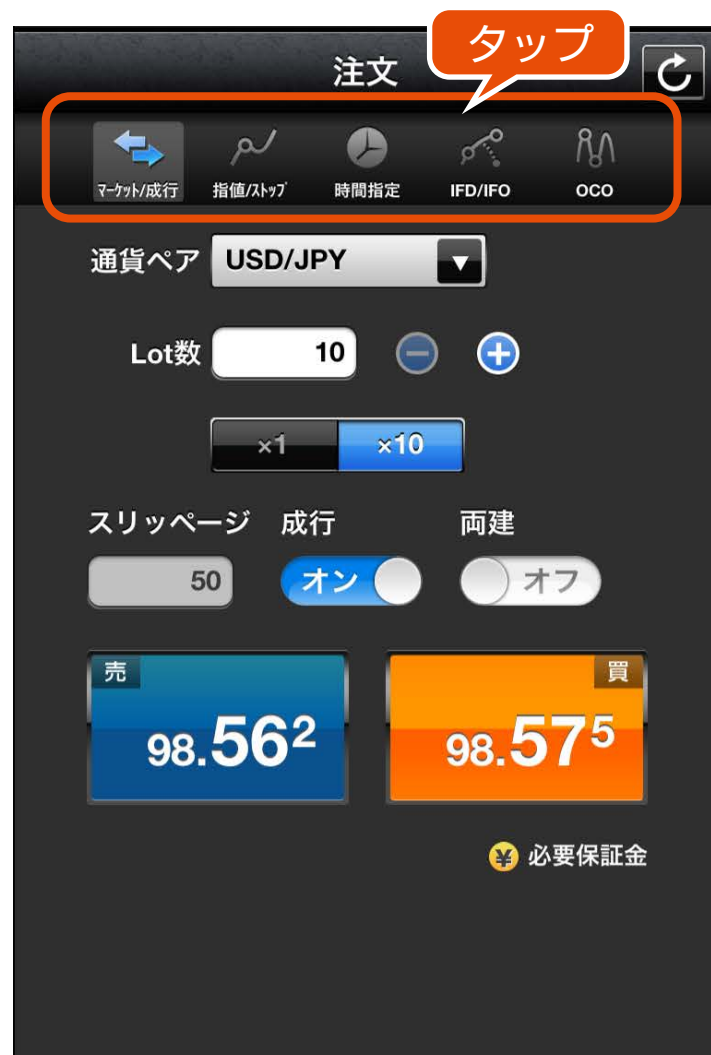 タップ
注文
マーケット/成行 指値/ストップ 時間指定 IFD/IFO OCO
通貨ペア USD/JPY
Lot数 10
×1 ×10
スリッページ 成行 両建
50 オン オフ
売 買
98.562 98.575
¥ 必要保証金